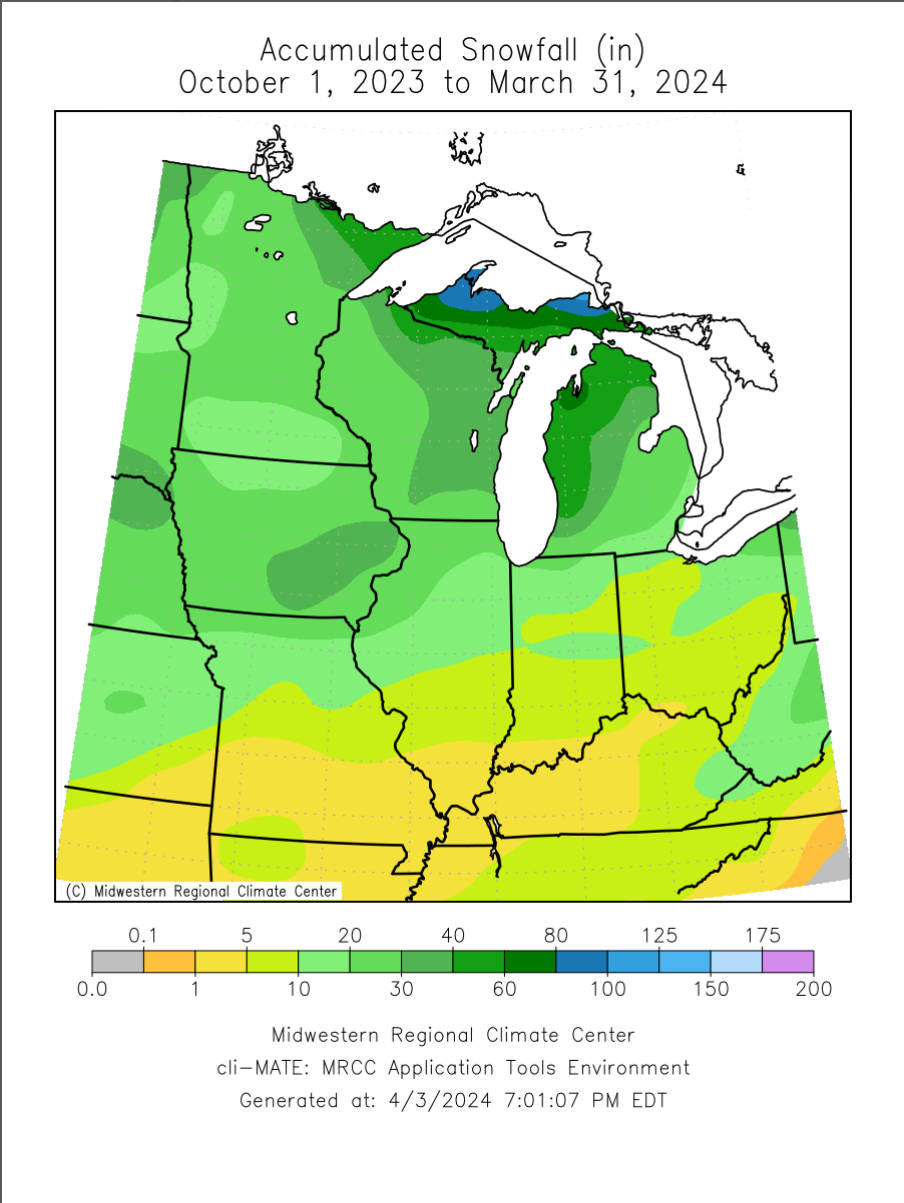 Accumulated Snowfall (in)
October 1, 2023 to March 31, 2024
(C) Midwestern Regional Climate Center
0.1 5 20 40 80 125 175
0.0 1 10 30 60 100 150 200
Midwestern Regional Climate Center
cli-MATE: MRCC Application Tools Environment
Generated at: 4/3/2024 7:01:07 PM EDT